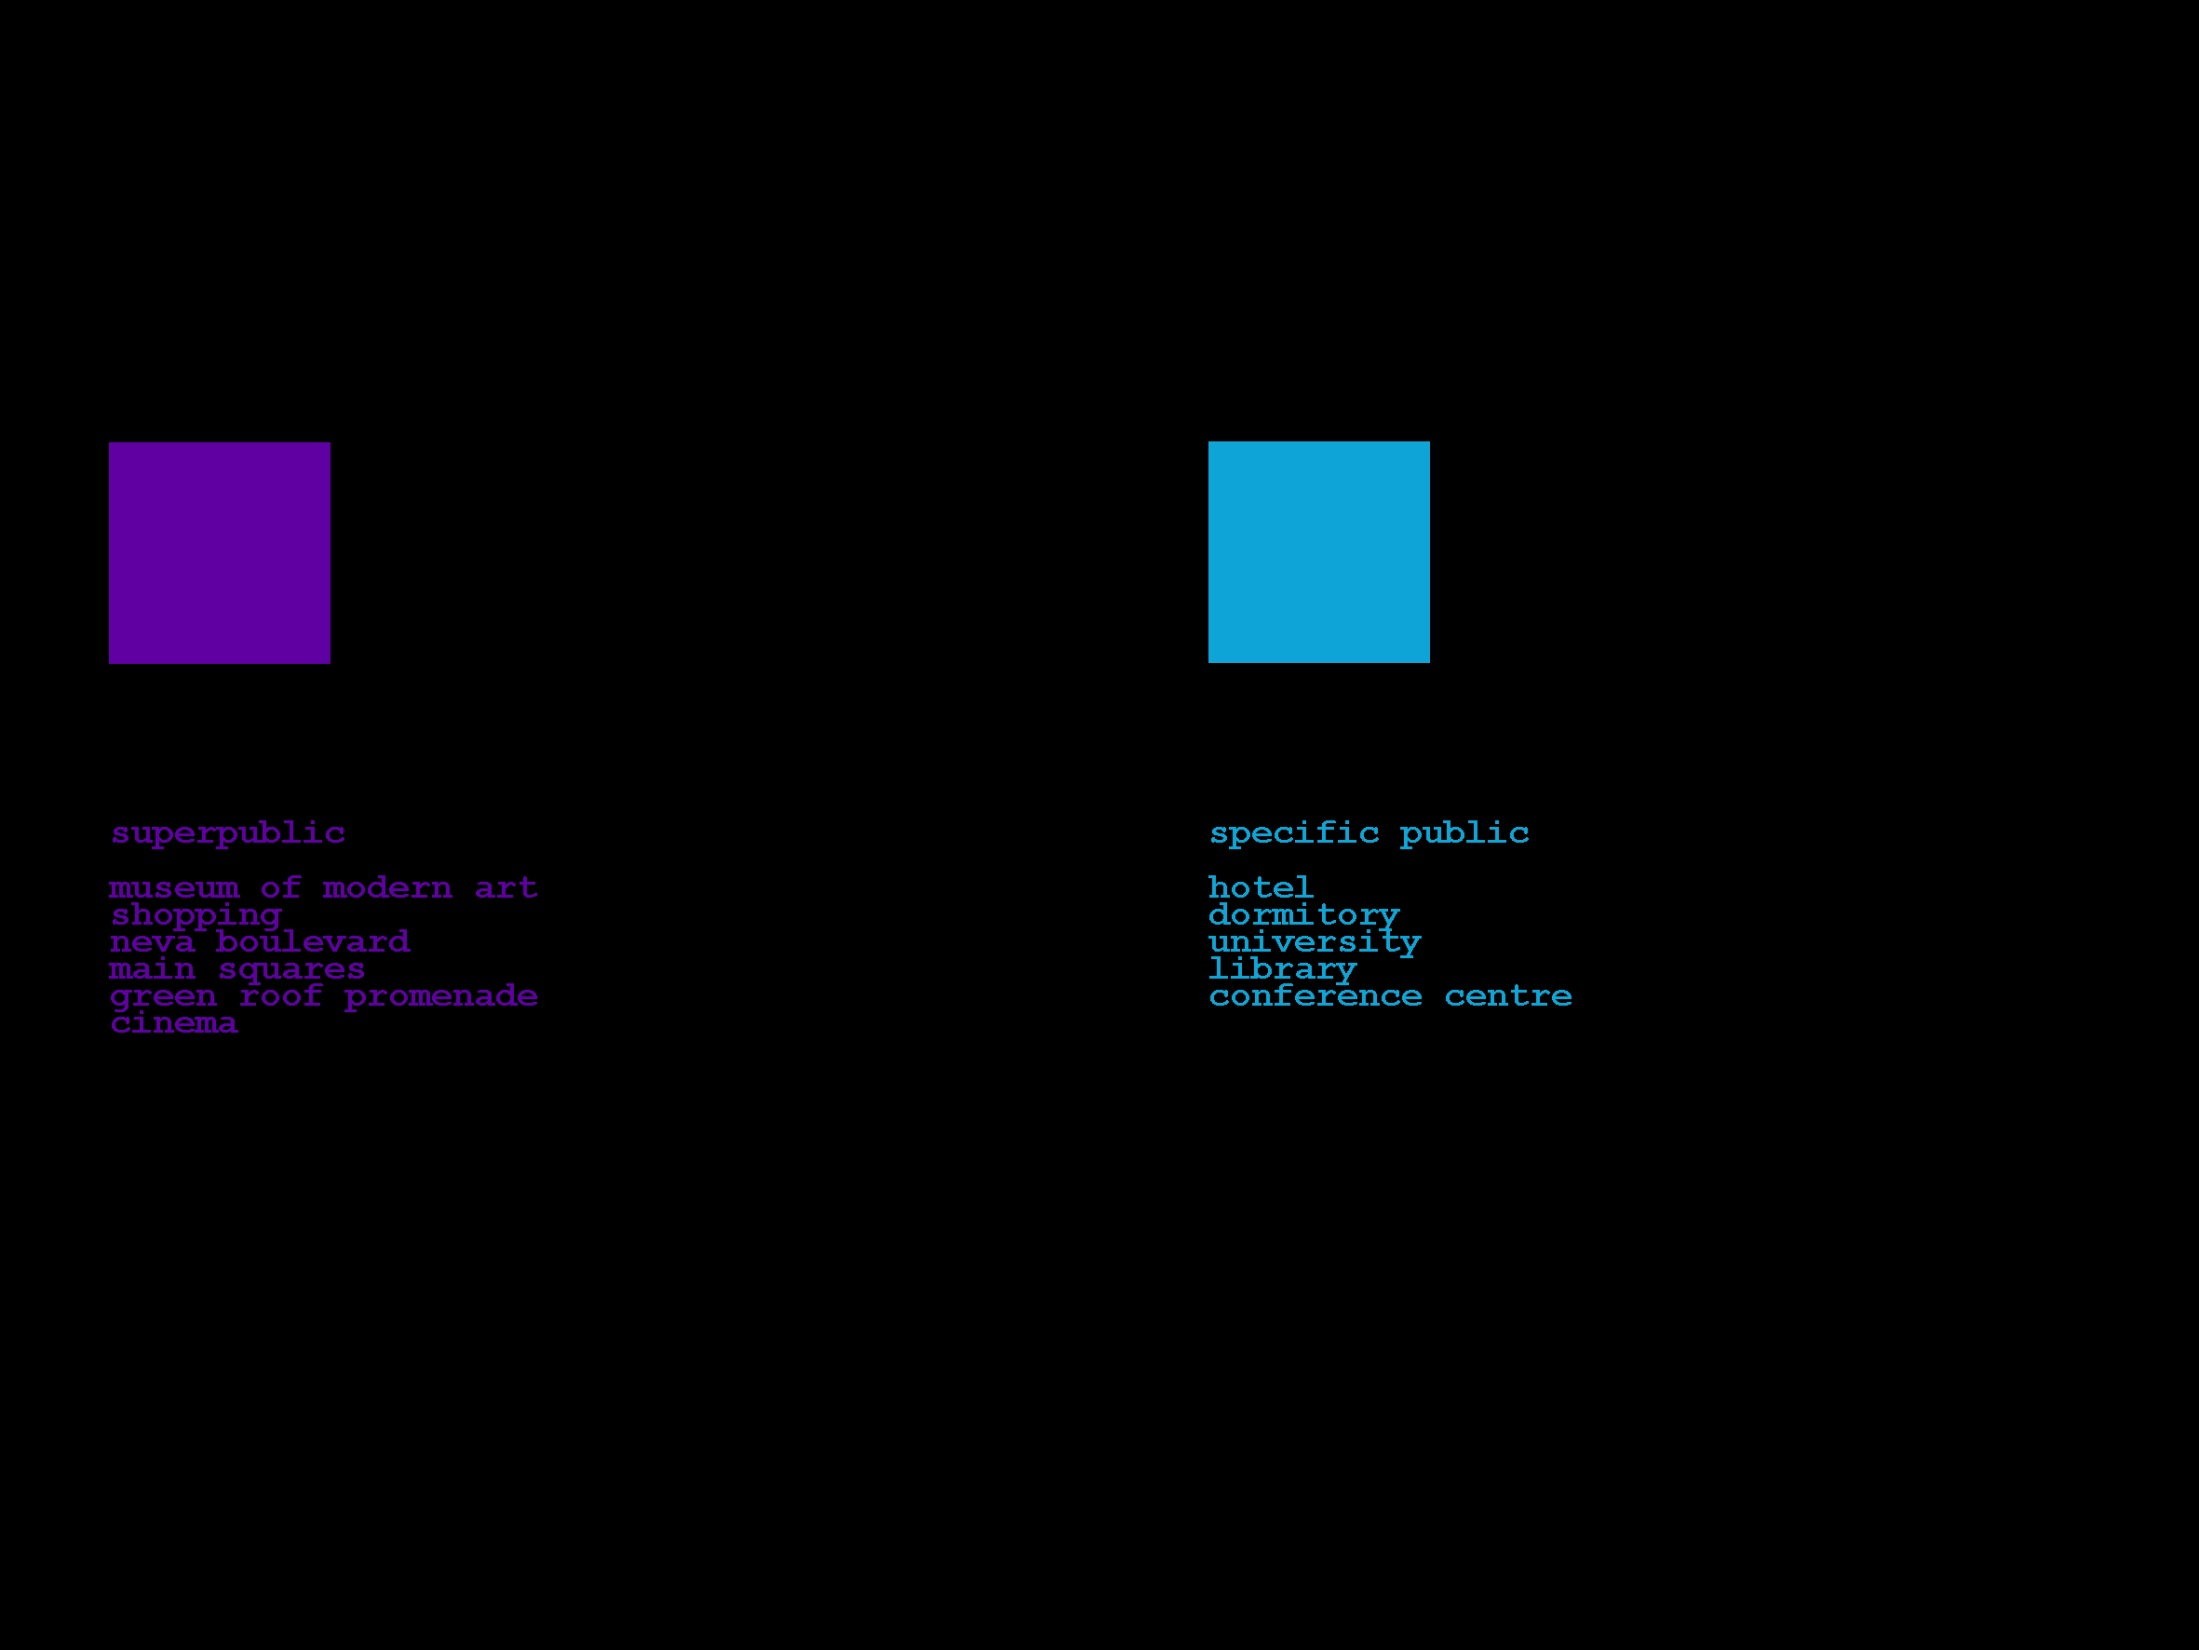 superpublic
museum of modern art
shopping
neva boulevard
main squares
green roof promenade
cinema
specific public
hotel
dormitory
university
library
conference centre